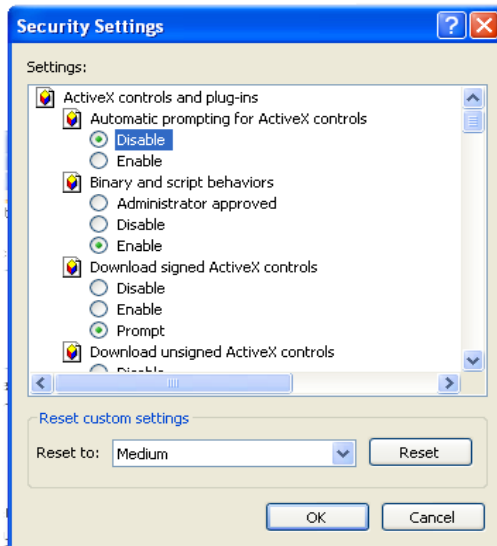 Security Settings
Settings:
ActiveX controls and plug-ins
Automatic prompting for ActiveX controls
Disable
Enable
Binary and script behaviors
Administrator approved
Disable
Enable
Download signed ActiveX controls
Disable
Enable
Prompt
Download unsigned ActiveX controls
Disable
Reset custom settings
Reset to: Medium Reset
OK Cancel